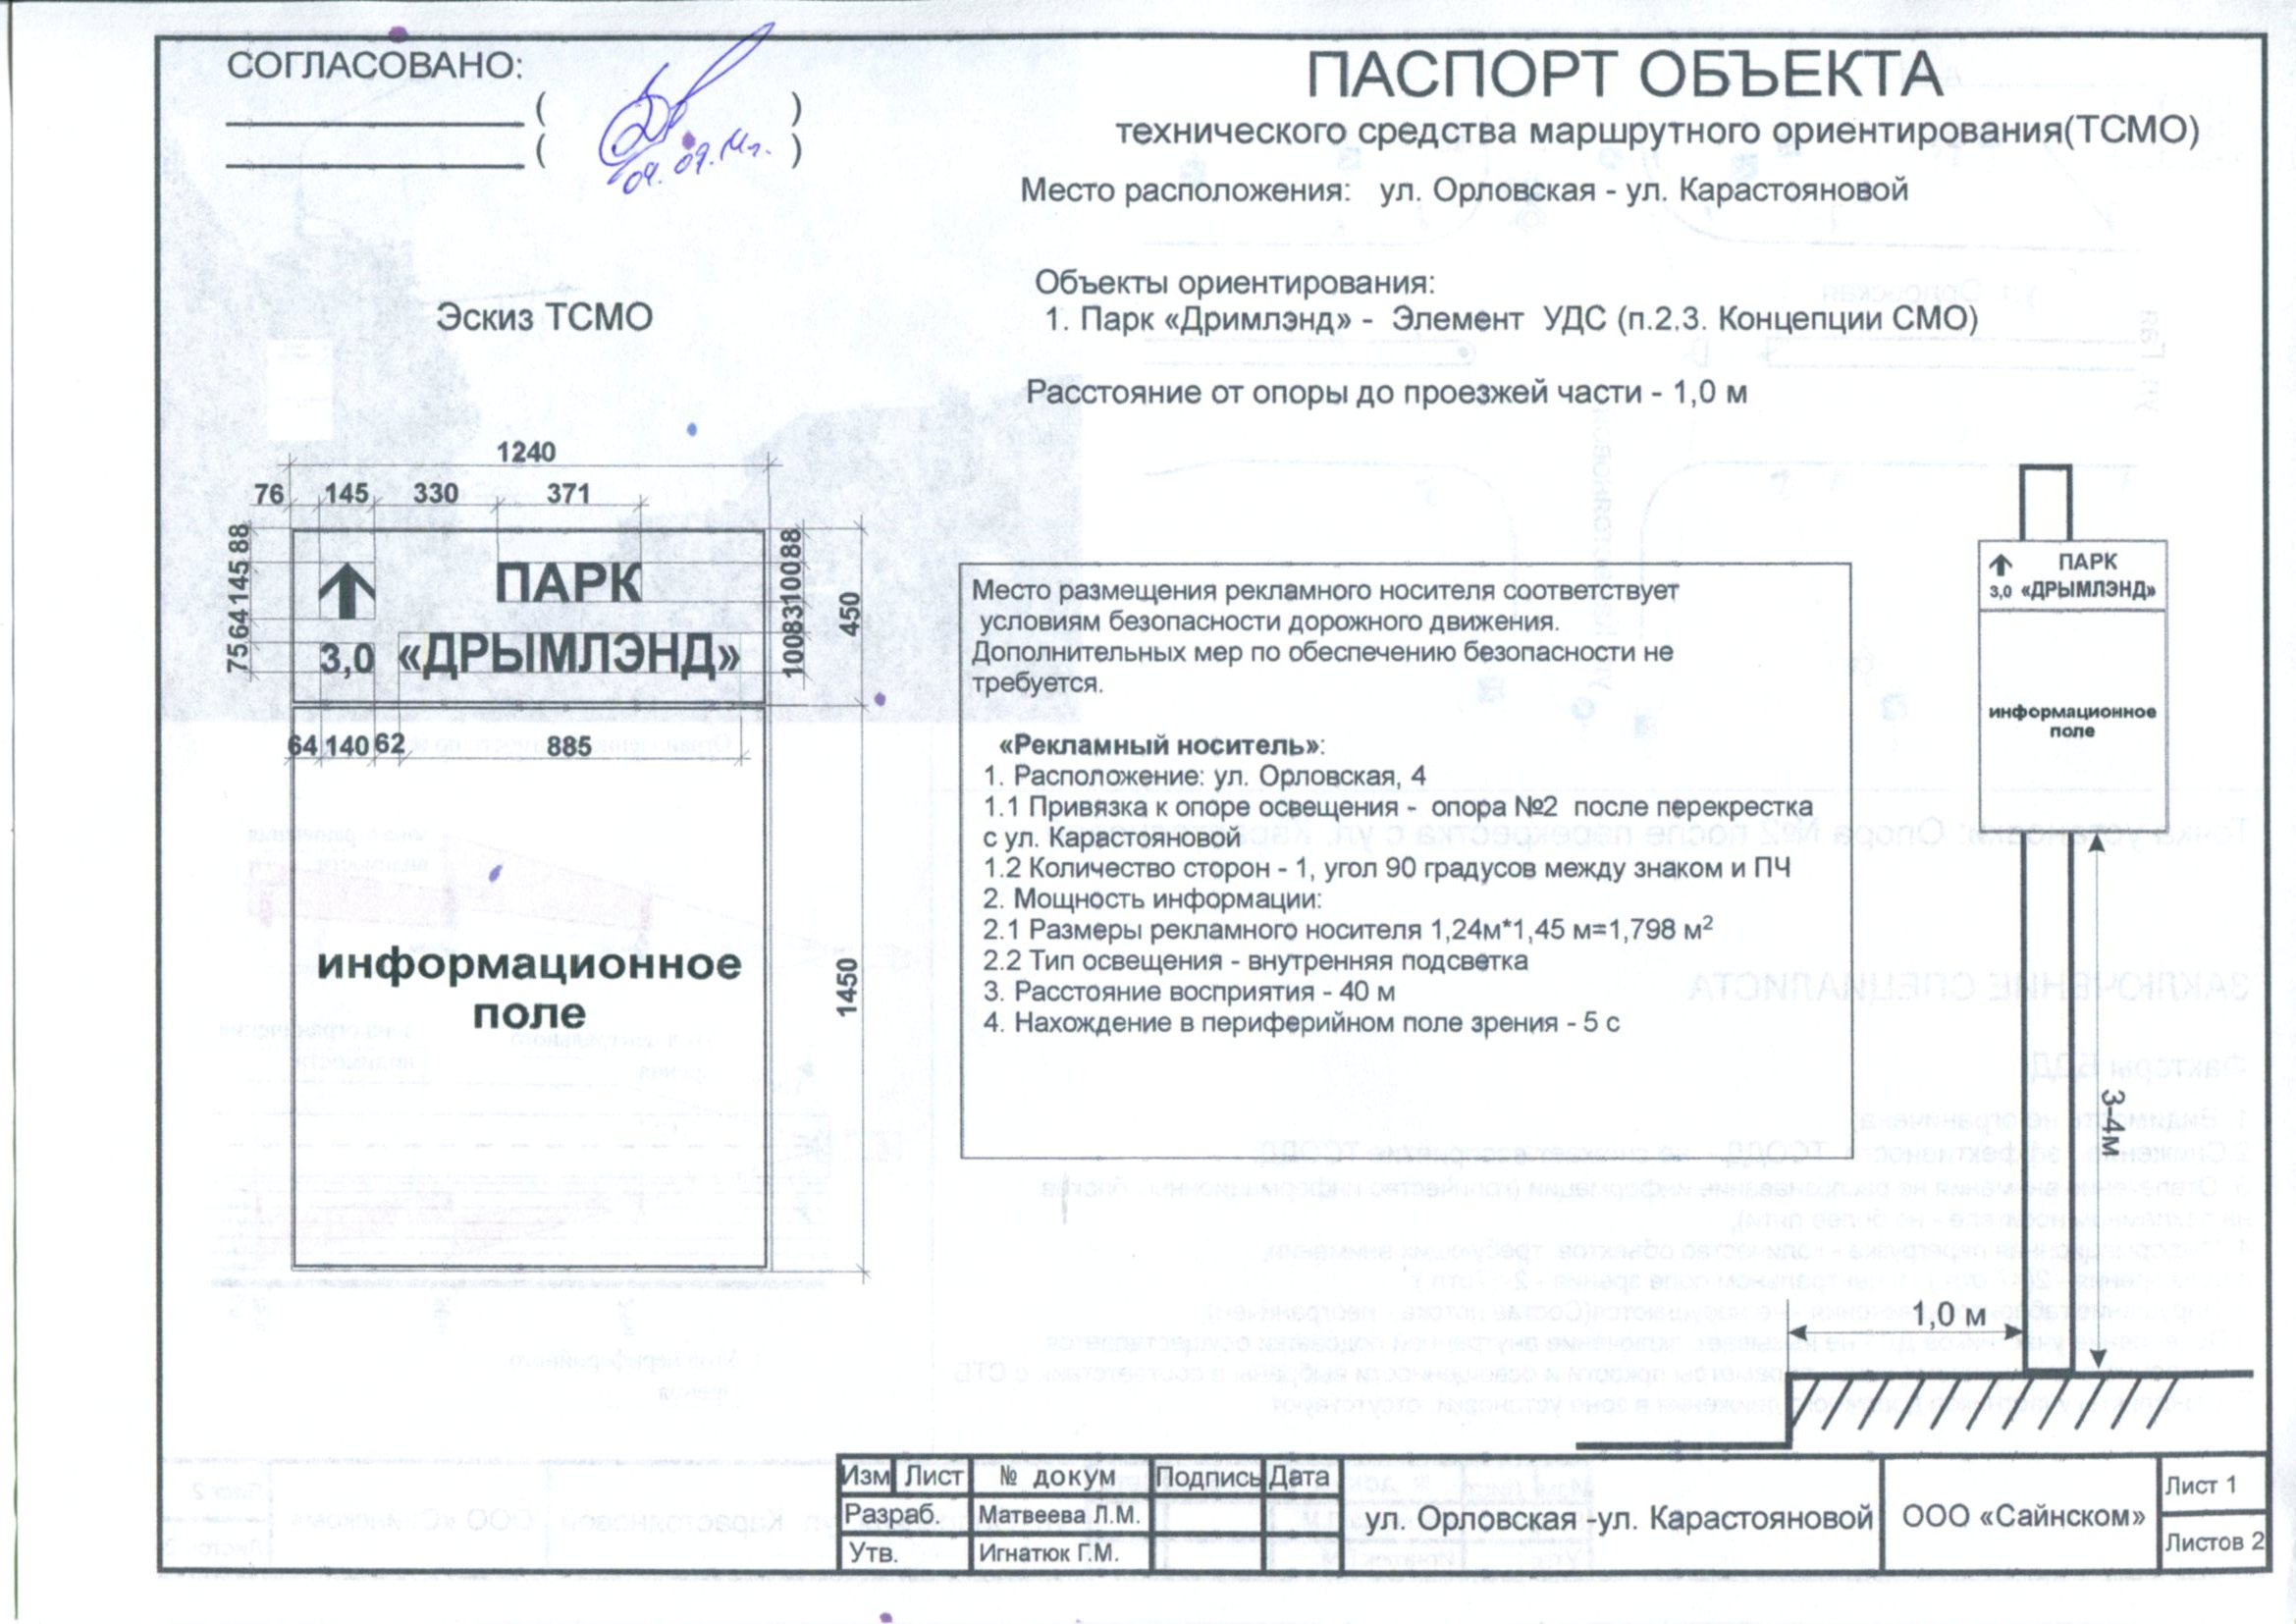 СОГЛАСОВАНО:
( )
( )
09.
ПАСПОРТ ОБЪЕКТА
технического средства маршрутного ориентирования(ТСМО)
Место расположения: ул. Орловская - ул. Карастояновой
Объекты ориентирования:
1. Парк «Дримлэнд» - Элемент УДС (п.2.3. Концепции СМО)
Расстояние от опоры до проезжей части - 1,0 м
Эскиз ТСМО
1240
76 145 330 371
88
145
64
75
88
100
83
100
450
ПАРК
3,0 «ДРЫМЛЭНД»
64 140 62 885
1450
информационное
поле
Место размещения рекламного носителя соответствует
условиям безопасности дорожного движения.
Дополнительных мер по обеспечению безопасности не
требуется.
«Рекламный носитель»:
1. Расположение: ул. Орловская, 4
1.1 Привязка к опоре освещения - опора №2 после перекрестка
с ул. Карастояновой
1.2 Количество сторон - 1, угол 90 градусов между знаком и ПЧ
2. Мощность информации:
2.1 Размеры рекламного носителя 1,24м*1,45 м=1,798 м²
2.2 Тип освещения - внутренняя подсветка
3. Расстояние восприятия - 40 м
4. Нахождение в периферийном поле зрения - 5 с
ПАРК
3,0 «ДРЫМЛЭНД»
информационное
поле
3-4м
1,0 м
Изм Лист № докум Подпись Дата
Разраб. Матвеева Л.М.
Утв. Игнатюк Г.М.
ул. Орловская -ул. Карастояновой
ООО «Сайнском»
Лист 1
Листов 2